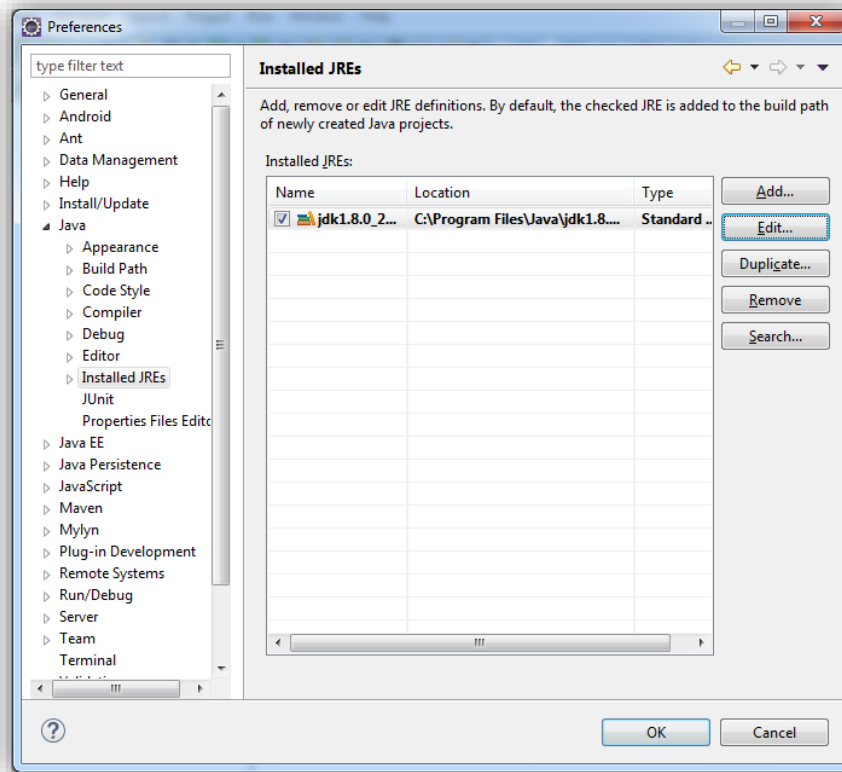 Preferences
type filter text
General
Android
Ant
Data Management
Help
Install/Update
Java
Appearance
Build Path
Code Style
Compiler
Debug
Editor
Installed JREs
JUnit
Properties Files Edito
Java EE
Java Persistence
JavaScript
Maven
Mylyn
Plug-in Development
Remote Systems
Run/Debug
Server
Team
Terminal
Installed JREs
Add, remove or edit JRE definitions. By default, the checked JRE is added to the build path
of newly created Java projects.
Installed JREs:
Name Location Type
jdk1.8.0_2... C:\Program Files\Java\jdk1.8.... Standard ..
Add...
Edit...
Duplicate...
Remove
Search...
OK Cancel